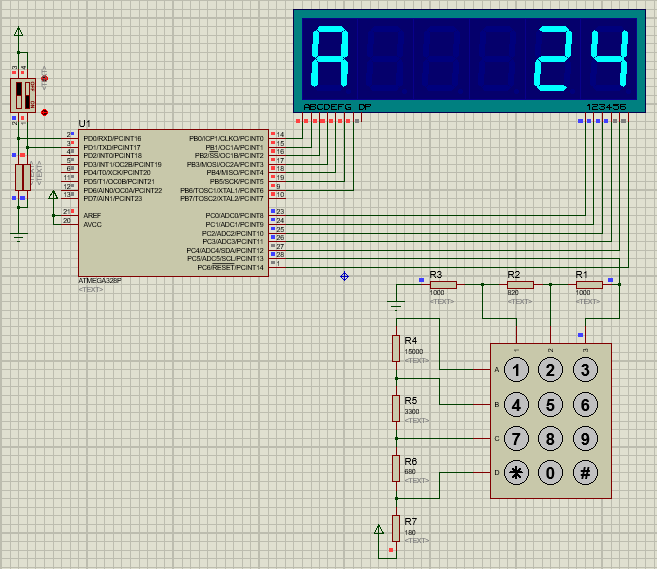 A 24
ABCDEFG DP
123456
U1
2 PD0/RXD/PCINT16
3 PD1/TXD/PCINT17
4 PD2/INT0/PCINT18
5 PD3/INT1/OC2B/PCINT19
6 PD4/T0/XCK/PCINT20
11 PD5/T1/OC0B/PCINT21
12 PD6/AIN0/OC0A/PCINT22
13 PD7/AIN1/PCINT23
21 AREF
20 AVCC
PB0/ICP1/CLKO/PCINT0 14
PB1/OC1A/PCINT1 15
PB2/SS/OC1B/PCINT2 16
PB3/MOSI/OC2A/PCINT3 17
PB4/MISO/PCINT4 18
PB5/SCK/PCINT5 19
PB6/TOSC1/XTAL1/PCINT6 9
PB7/TOSC2/XTAL2/PCINT7 10
PC0/ADC0/PCINT8 23
PC1/ADC1/PCINT9 24
PC2/ADC2/PCINT10 25
PC3/ADC3/PCINT11 26
PC4/ADC4/SDA/PCINT12 27
PC5/ADC5/SCL/PCINT13 28
PC6/RESET/PCINT14 1
ATMEGA328P
<TEXT>
R3
1000
<TEXT>
R2
820
<TEXT>
R1
1000
<TEXT>
R4
15000
<TEXT>
R5
3300
<TEXT>
R6
680
<TEXT>
R7
180
<TEXT>
1 2 3
A 1 2 3
B 4 5 6
C 7 8 9
D * 0 #